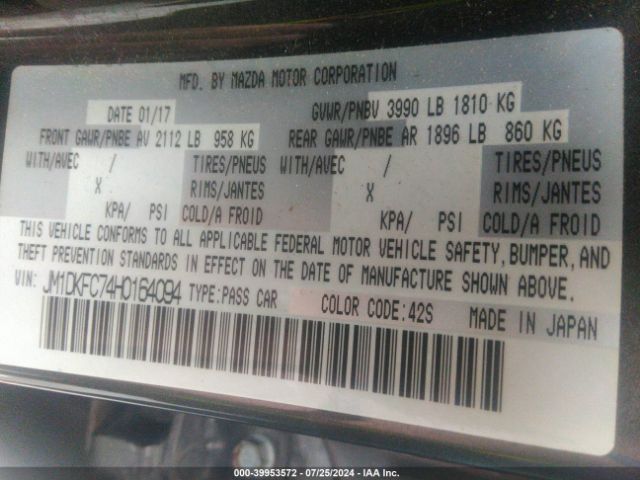 MFD. BY MAZDA MOTOR CORPORATION
DATE 01/17 GVWR/PNBV 3990 LB 1810 KG
FRONT GAWR/PNBE AV 2112 LB 958 KG REAR GAWR/PNBE AR 1896 LB 860 KG
WITH/AVEC / TIRES/PNEUS WITH/AVEC / TIRES/PNEUS
X RIMS/JANTES X RIMS/JANTES
KPA/ PSI COLD/A FROID KPA/ PSI COLD/A FROID
THIS VEHICLE CONFORMS TO ALL APPLICABLE FEDERAL MOTOR VEHICLE SAFETY, BUMPER, AND
THEFT PREVENTION STANDARDS IN EFFECT ON THE DATE OF MANUFACTURE SHOWN ABOVE.
VIN: JM1DKFC74H0164094 TYPE:PASS CAR COLOR CODE:42S MADE IN JAPAN
000-39953572 / 07/25/2024 - IAA Inc.